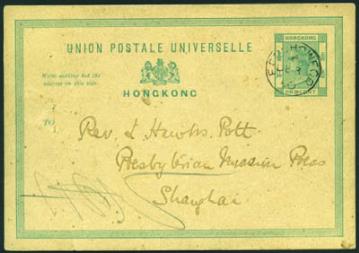 UNION POSTALE UNIVERSELLE
HONGKONG
Write nothing but the
address on this side.
HONGKONG
TO
Rev. L Hawks Pott
Presbyterian Mission Press
Shanghai